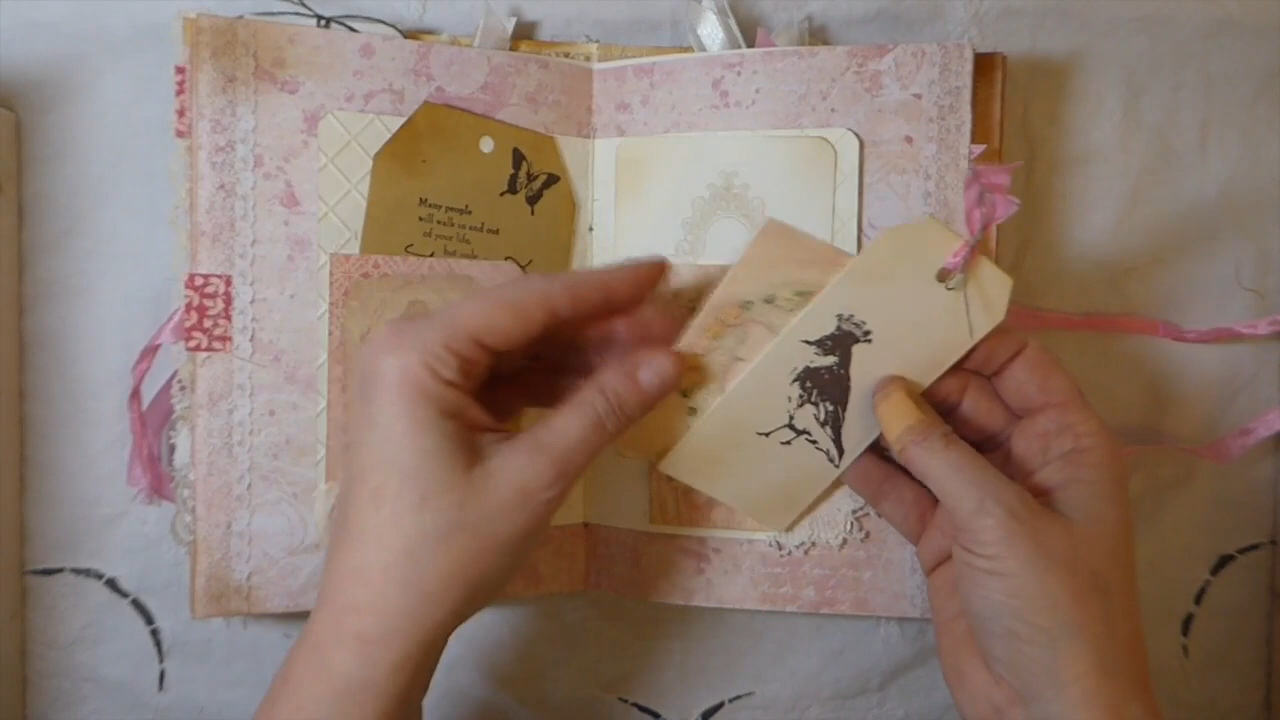 Many people
will walk in and out
of your life,
but only